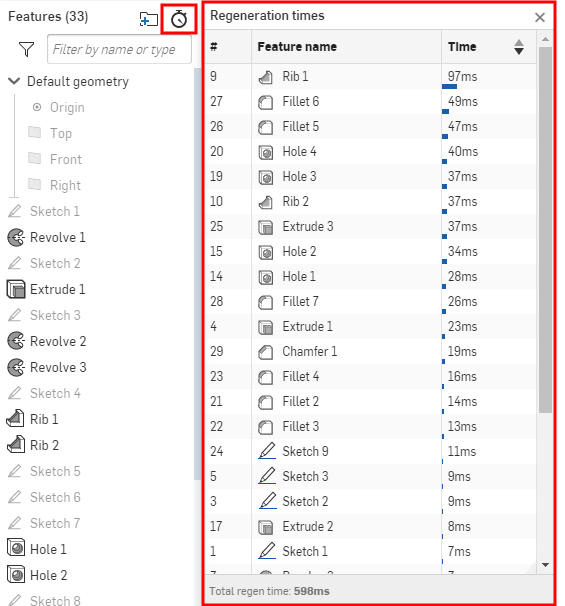 Features (33)
Filter by name or type
Default geometry
Origin
Top
Front
Right
Sketch 1
Revolve 1
Sketch 2
Extrude 1
Sketch 3
Revolve 2
Revolve 3
Sketch 4
Rib 1
Rib 2
Sketch 5
Sketch 6
Sketch 7
Hole 1
Hole 2
Sketch 8
Regeneration times
# Feature name Time
9 Rib 1 97ms
27 Fillet 6 49ms
26 Fillet 5 47ms
20 Hole 4 40ms
19 Hole 3 37ms
10 Rib 2 37ms
25 Extrude 3 37ms
15 Hole 2 34ms
14 Hole 1 28ms
28 Fillet 7 26ms
4 Extrude 1 23ms
29 Chamfer 1 19ms
23 Fillet 4 16ms
21 Fillet 2 14ms
22 Fillet 3 13ms
24 Sketch 9 11ms
5 Sketch 3 9ms
3 Sketch 2 9ms
17 Extrude 2 8ms
1 Sketch 1 7ms
Total regen time: 598ms